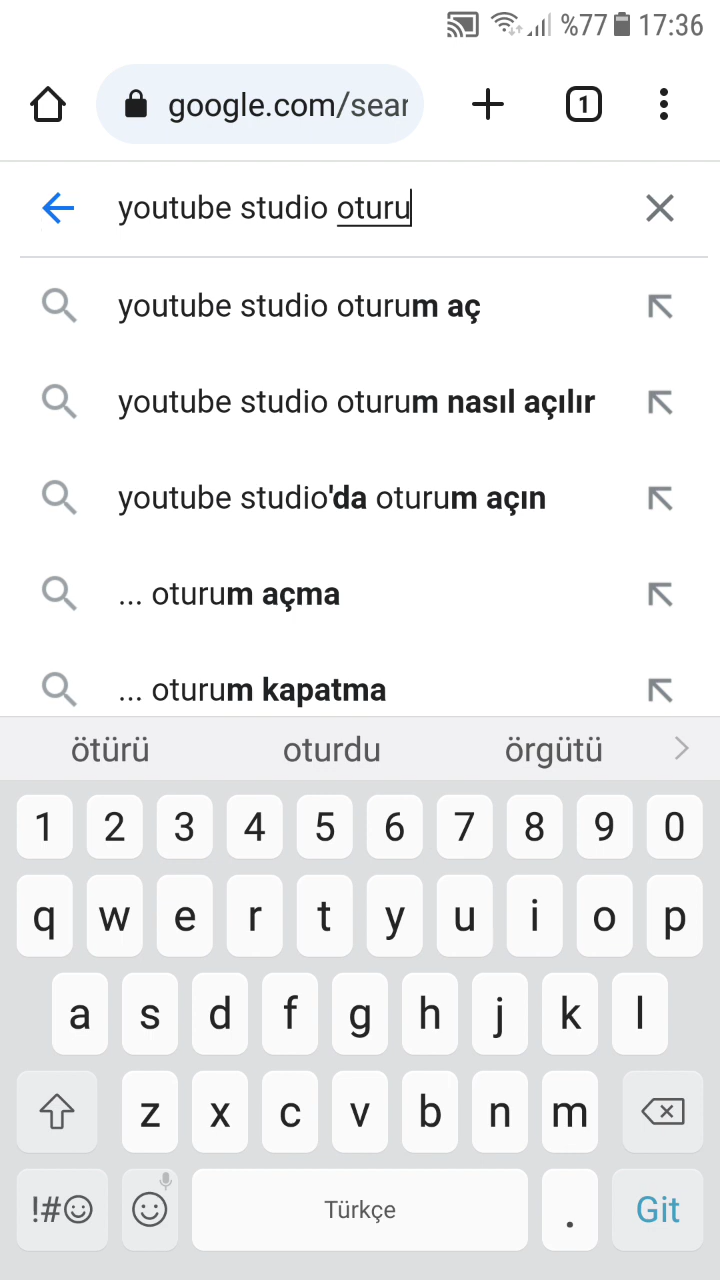 %77 17:36
google.com/sear
1
youtube studio oturu
youtube studio oturum aç
youtube studio oturum nasıl açılır
youtube studio'da oturum açın
... oturum açma
... oturum kapatma
ötürü oturdu örgütü
1 2 3 4 5 6 7 8 9 0
q w e r t y u i o p
a s d f g h j k l
z x c v b n m
!#☺ Türkçe . Git